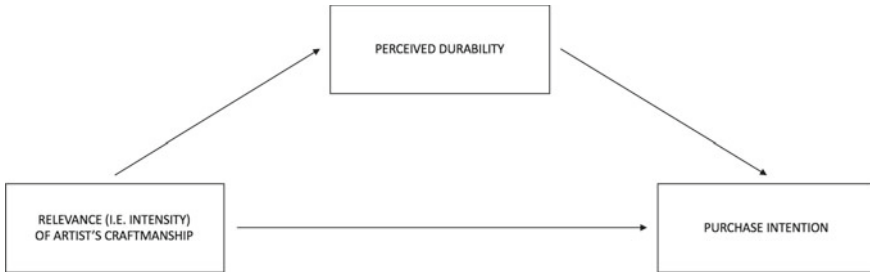 PERCEIVED DURABILITY
RELEVANCE (I.E. INTENSITY)
OF ARTIST'S CRAFTMANSHIP
PURCHASE INTENTION